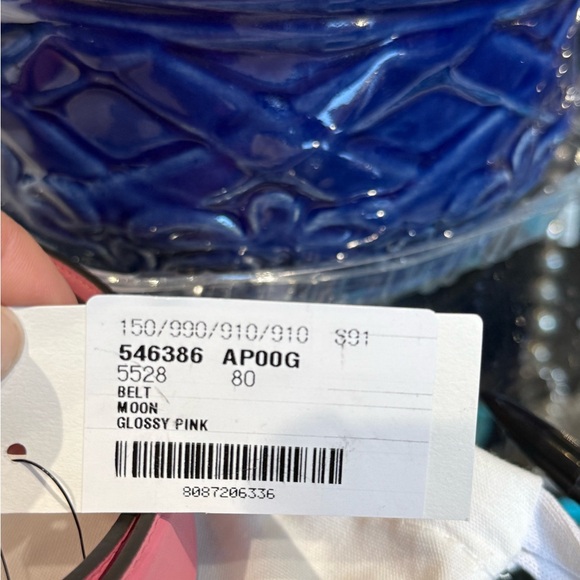 150/990/910/910 S91
546386 AP00G
5528 80
BELT
MOON
GLOSSY PINK
8087206336